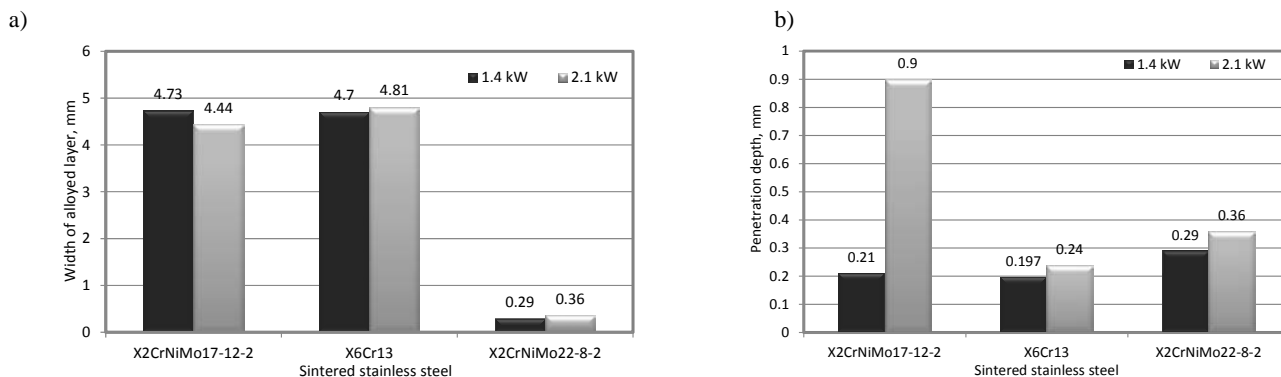 a)
Width of alloyed layer, mm
6
5
4
3
2
1
0
1.4 kW 2.1 kW
4.73 4.44 4.7 4.81 0.29 0.36
X2CrNiMo17-12-2 X6Cr13 X2CrNiMo22-8-2
Sintered stainless steel
b)
Penetration depth, mm
1
0.9
0.8
0.7
0.6
0.5
0.4
0.3
0.2
0.1
0
1.4 kW 2.1 kW
0.21 0.9 0.197 0.24 0.29 0.36
X2CrNiMo17-12-2 X6Cr13 X2CrNiMo22-8-2
Sintered stainless steel